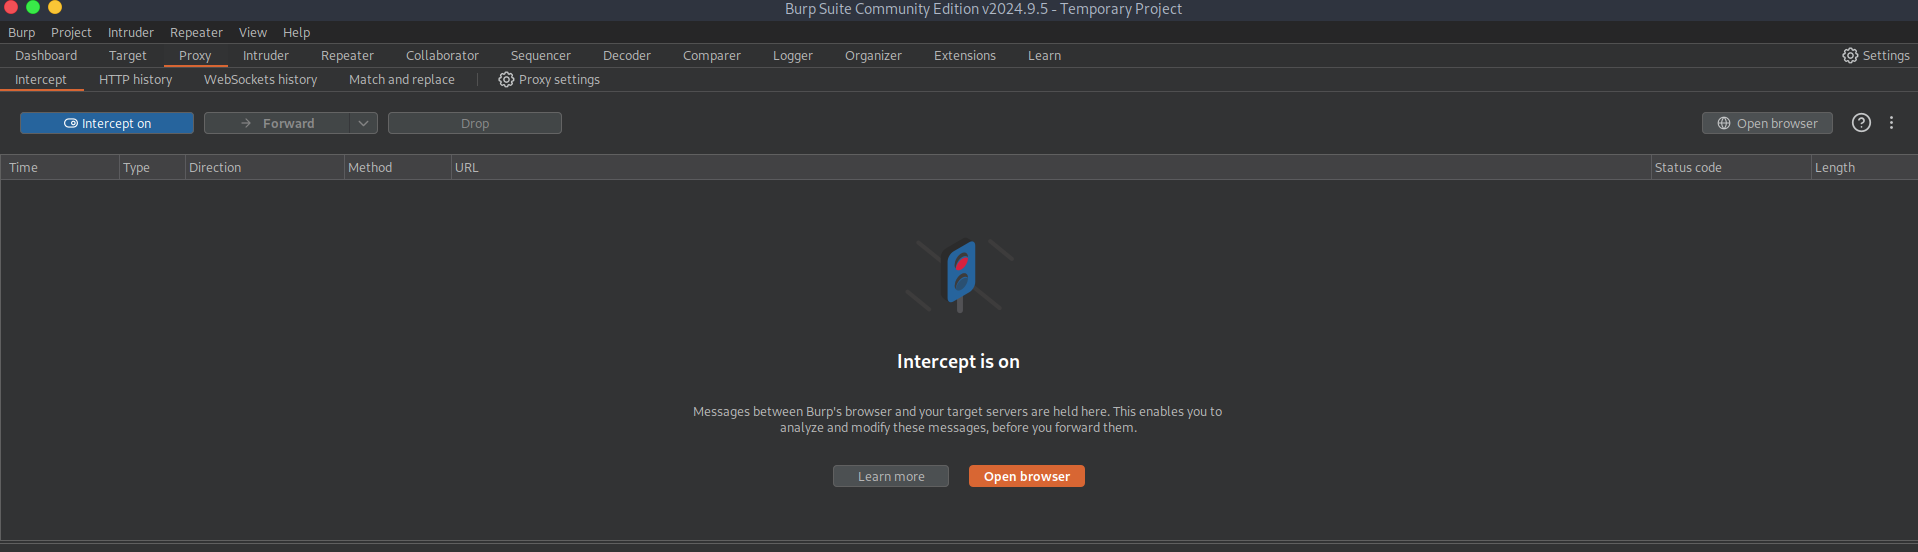 Burp Suite Community Edition v2024.9.5 - Temporary Project
Burp Project Intruder Repeater View Help
Dashboard Target Proxy Intruder Repeater Collaborator Sequencer Decoder Comparer Logger Organizer Extensions Learn Settings
Intercept HTTP history WebSockets history Match and replace Proxy settings
Intercept on Forward Drop Open browser
Time Type Direction Method URL Status code Length
Intercept is on
Messages between Burp's browser and your target servers are held here. This enables you to
analyze and modify these messages, before you forward them.
Learn more Open browser